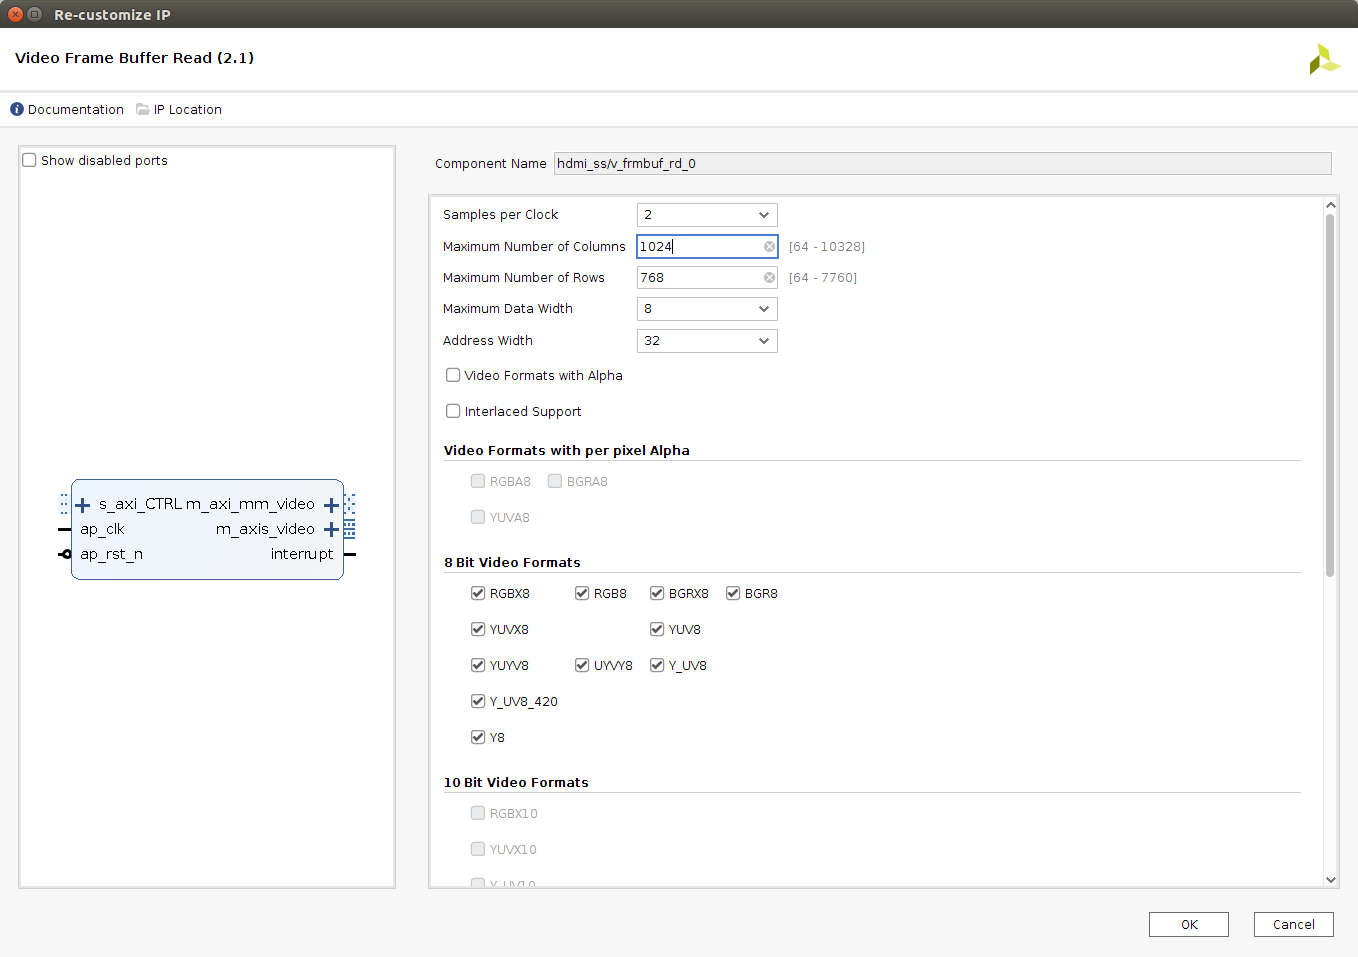 Re-customize IP
Video Frame Buffer Read (2.1)
Documentation IP Location
Show disabled ports
s_axi_CTRL m_axi_mm_video
ap_clk m_axis_video
ap_rst_n interrupt
Component Name hdmi_ss/v_frmbuf_rd_0
Samples per Clock 2
Maximum Number of Columns 1024 [64 - 10328]
Maximum Number of Rows 768 [64 - 7760]
Maximum Data Width 8
Address Width 32
Video Formats with Alpha
Interlaced Support
Video Formats with per pixel Alpha
RGBA8 BGRA8
YUVA8
8 Bit Video Formats
RGBX8 RGB8 BGRX8 BGR8
YUVX8 YUV8
YUYV8 UYVY8 Y_UV8
Y_UV8_420
Y8
10 Bit Video Formats
RGBX10
YUVX10
Y_UV10
OK Cancel